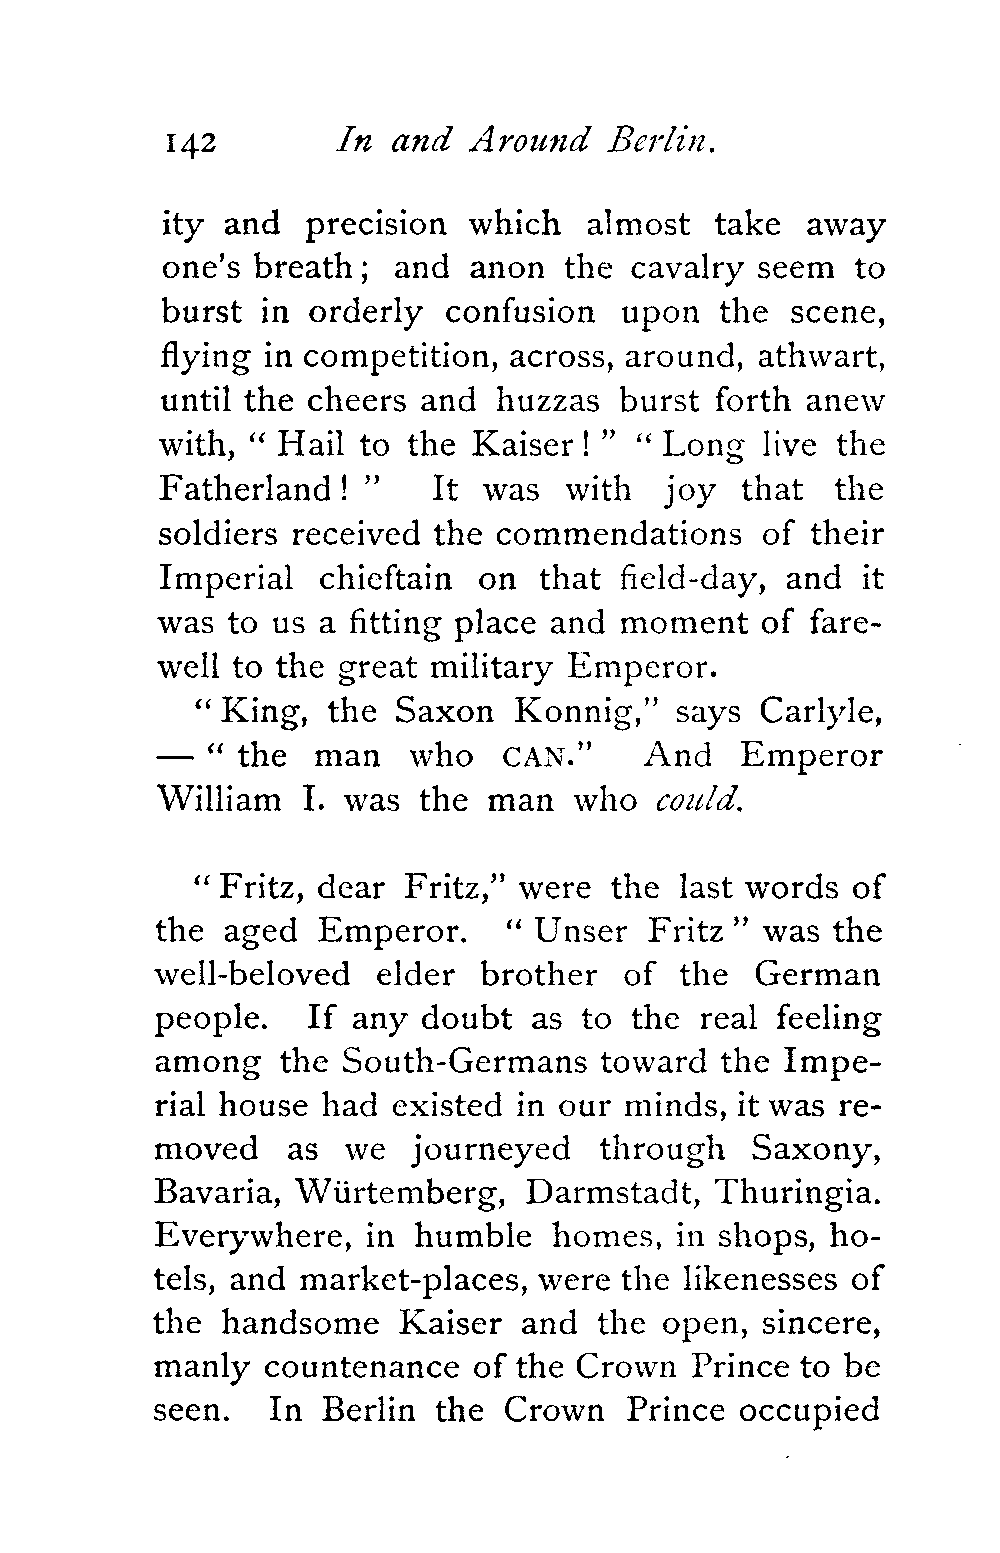 142 In and Around Berlin.
ity and precision which almost take away
one's breath; and anon the cavalry seem to
burst in orderly confusion upon the scene,
flying in competition, across, around, athwart,
until the cheers and huzzas burst forth anew
with, " Hail to the Kaiser! " " Long live the
Fatherland! " It was with joy that the
soldiers received the commendations of their
Imperial chieftain on that field-day, and it
was to us a fitting place and moment of fare-
well to the great military Emperor.
" King, the Saxon Konnig," says Carlyle,
— " the man who CAN." And Emperor
William I. was the man who could.
" Fritz, dear Fritz," were the last words of
the aged Emperor. " Unser Fritz " was the
well-beloved elder brother of the German
people. If any doubt as to the real feeling
among the South-Germans toward the Impe-
rial house had existed in our minds, it was re-
moved as we journeyed through Saxony,
Bavaria, Würtemberg, Darmstadt, Thuringia.
Everywhere, in humble homes, in shops, ho-
tels, and market-places, were the likenesses of
the handsome Kaiser and the open, sincere,
manly countenance of the Crown Prince to be
seen. In Berlin the Crown Prince occupied